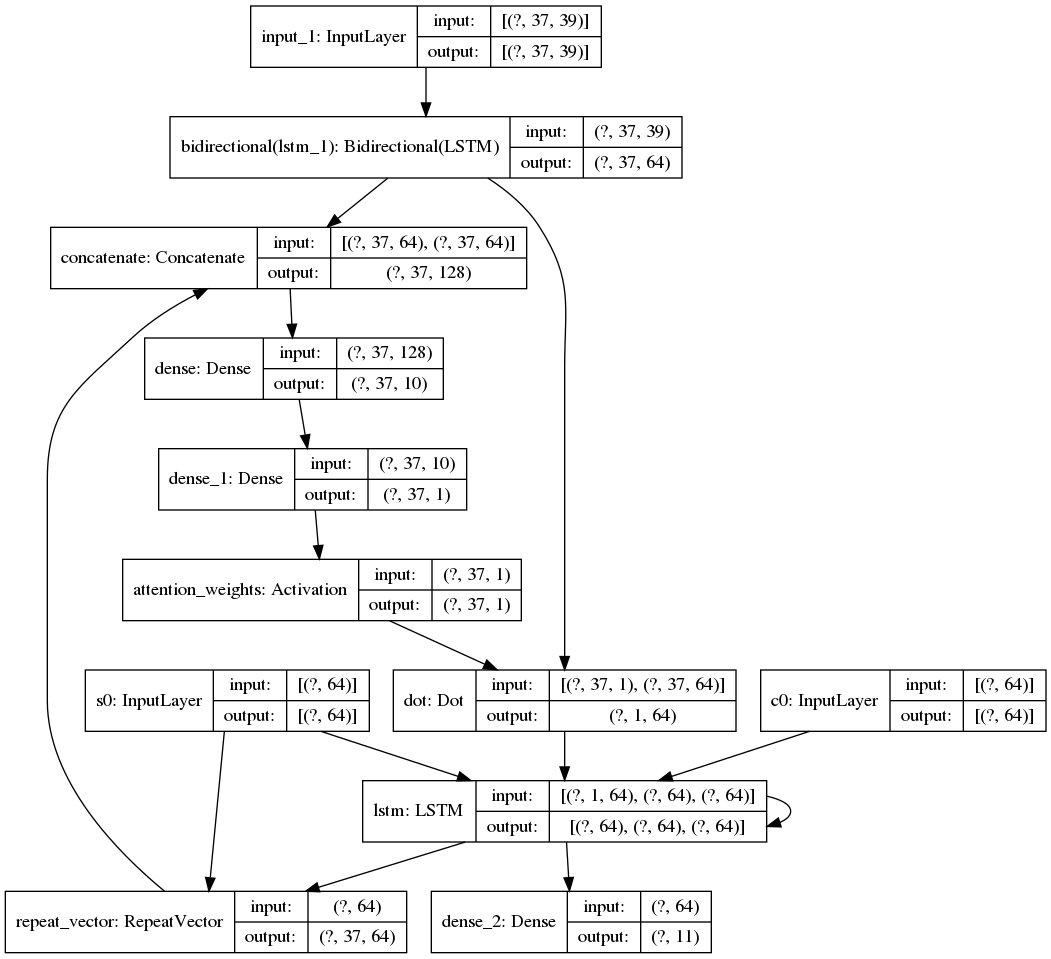 input_1: InputLayer
input:
[(?, 37, 39)]
output:
[(?, 37, 39)]
bidirectional(lstm_1): Bidirectional(LSTM)
input:
(?, 37, 39)
output:
(?, 37, 64)
concatenate: Concatenate
input:
[(?, 37, 64), (?, 37, 64)]
output:
(?, 37, 128)
dense: Dense
input:
(?, 37, 128)
output:
(?, 37, 10)
dense_1: Dense
input:
(?, 37, 10)
output:
(?, 37, 1)
attention_weights: Activation
input:
(?, 37, 1)
output:
(?, 37, 1)
s0: InputLayer
input:
[(?, 64)]
output:
[(?, 64)]
dot: Dot
input:
[(?, 37, 1), (?, 37, 64)]
output:
(?, 1, 64)
c0: InputLayer
input:
[(?, 64)]
output:
[(?, 64)]
lstm: LSTM
input:
[(?, 1, 64), (?, 64), (?, 64)]
output:
[(?, 64), (?, 64), (?, 64)]
repeat_vector: RepeatVector
input:
(?, 64)
output:
(?, 37, 64)
dense_2: Dense
input:
(?, 64)
output:
(?, 11)